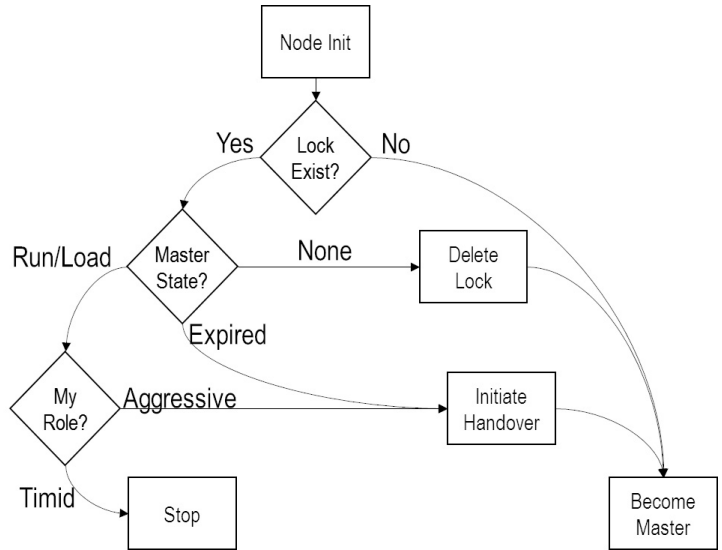 Node Init
Yes
Lock
Exist?
No
Run/Load
Master
State?
None
Delete
Lock
Expired
My
Role?
Aggressive
Initiate
Handover
Timid
Stop
Become
Master